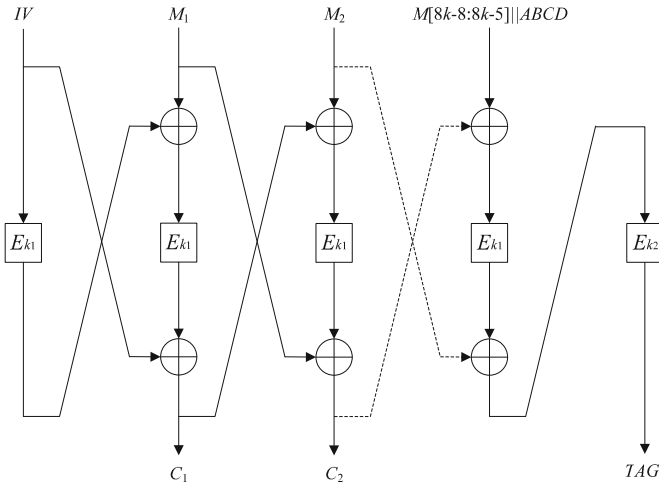 IV M₁ M₂ M[8k-8:8k-5]||ABCD
Eₖ₁ Eₖ₁ Eₖ₁ Eₖ₁ Eₖ₂
C₁ C₂ TAG